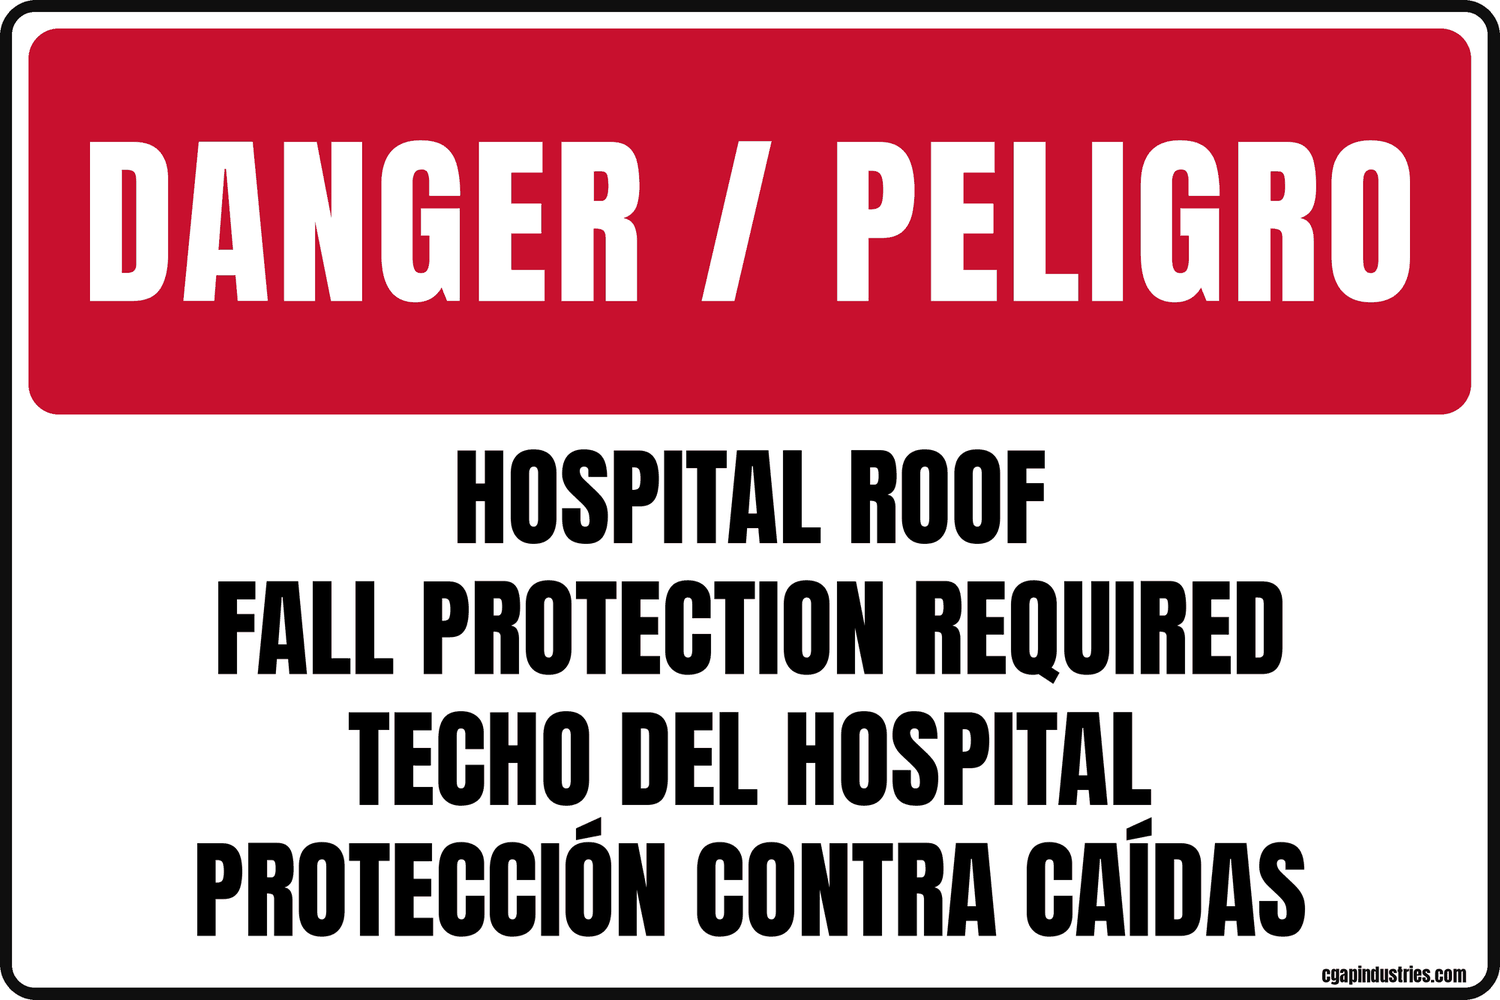 DANGER / PELIGRO
HOSPITAL ROOF
FALL PROTECTION REQUIRED
TECHO DEL HOSPITAL
PROTECCIÓN CONTRA CAÍDAS
cgapindustries.com